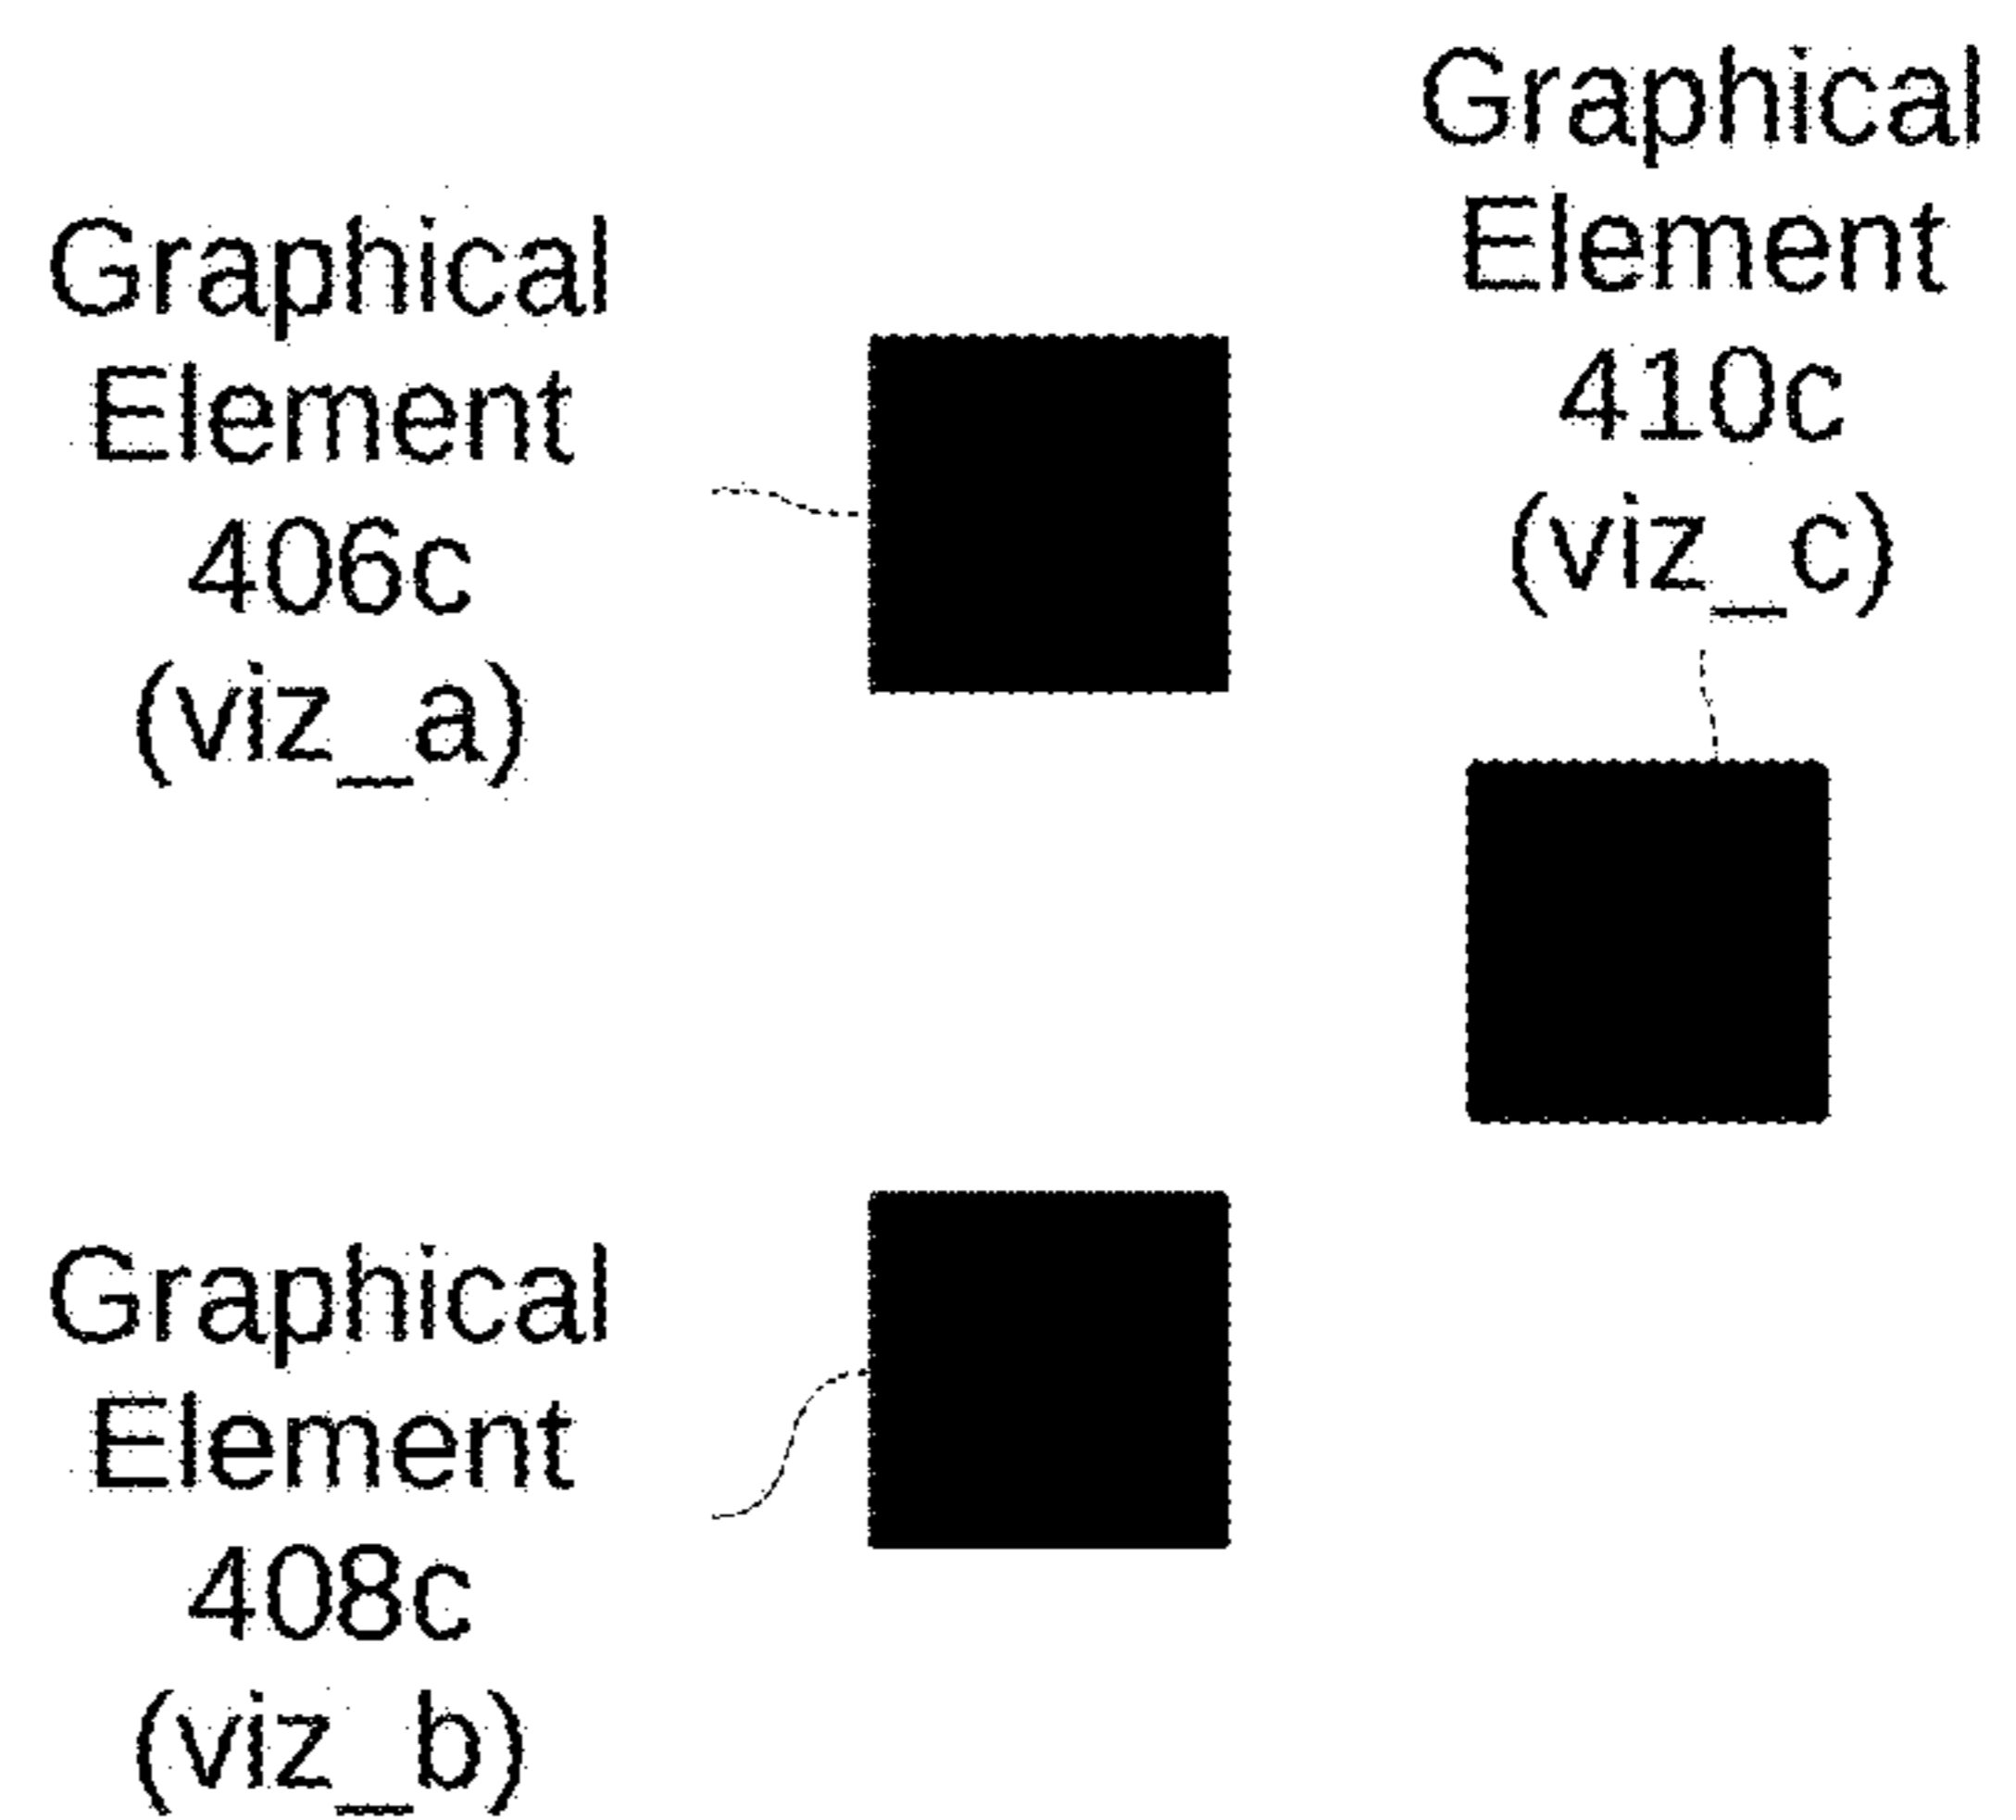 Graphical
Element
406c
(viz_a)
Graphical
Element
410c
(viz_c)
Graphical
Element
408c
(viz_b)